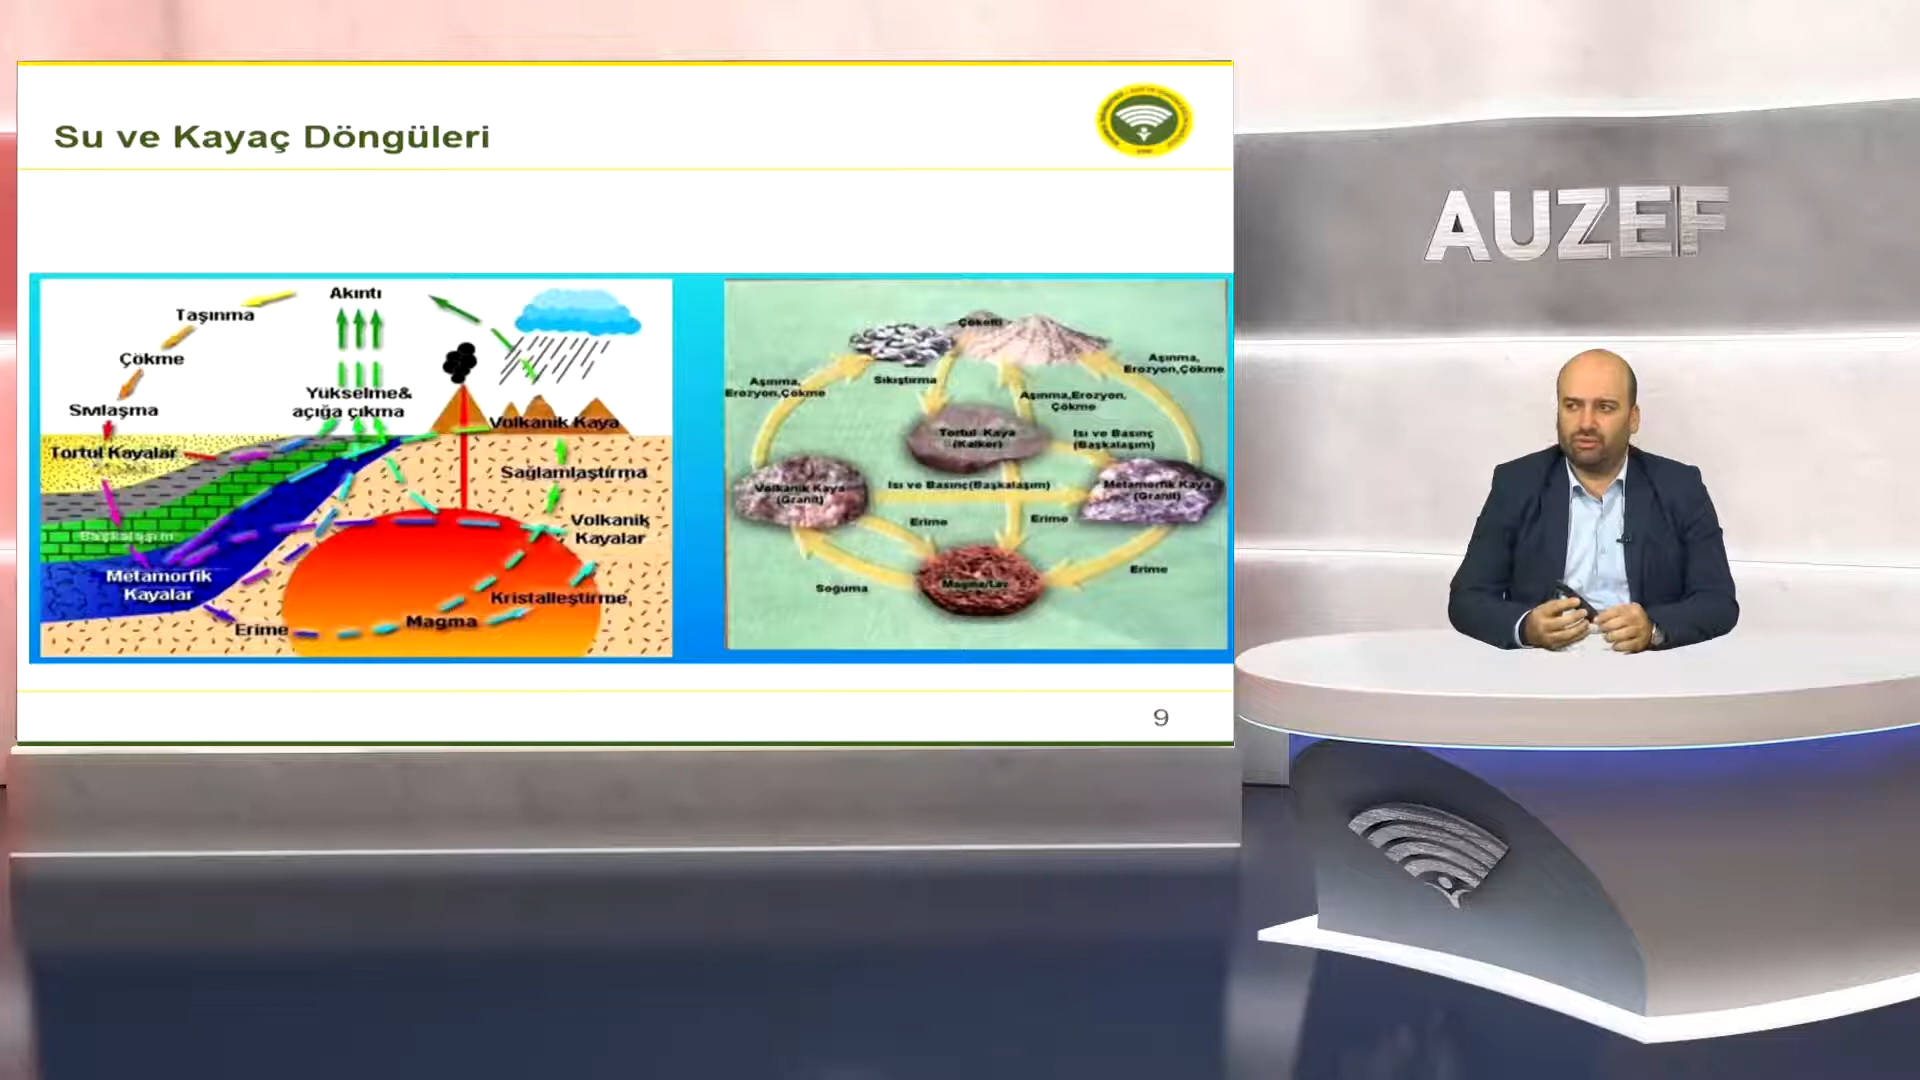 Su ve Kayaç Döngüleri
Akıntı
Taşınma
Çökme
Sıvılaşma
Yükselme&
açığa çıkma
Volkanik Kaya
Tortul Kayalar
Sağlamlaştırma
Başkalaşım
Volkanik
Kayalar
Metamorfik
Kayalar
Kristalleştirme
Magma
Erime
Aşınma,
Erozyon,Çökme
Aşınma,
Erozyon,Çökme
Sıkıştırma
Aşınma,Erozyon,
Çökme
Tortul Kaya
(Kalker)
Isı ve Basınç
(Başkalaşım)
Volkanik Kaya
(Granit)
Isı ve Basınç(Başkalaşım)
Metamorfik Kaya
(Granit)
Erime
Erime
Erime
Soğuma
Magma/Lav
9
AUZEF